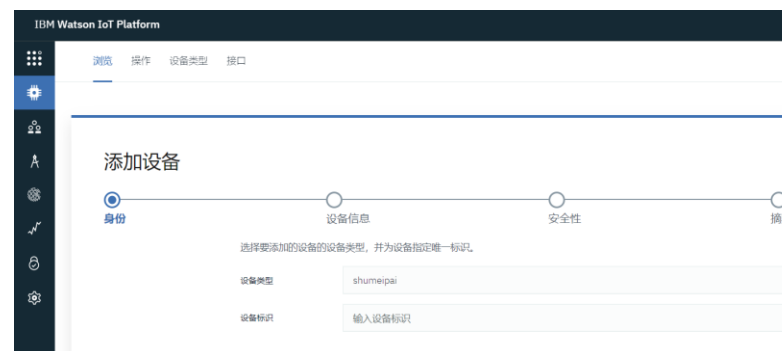 IBM Watson IoT Platform
浏览 操作 设备类型 接口
添加设备
身份 设备信息 安全性 摘
选择要添加的设备的设备类型，并为设备指定唯一标识。
设备类型 shumeipai
设备标识 输入设备标识